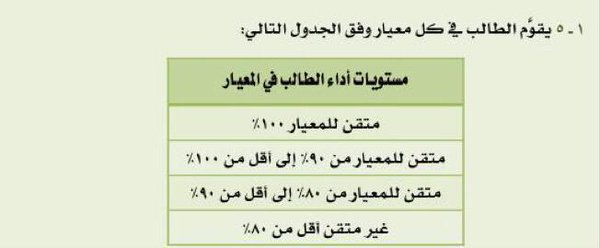 ١ - ٥ يقوَّم الطالب في كل معيار وفق الجدول التالي:
مستويات أداء الطالب في المعيار
متقن للمعيار ١٠٠٪
متقن للمعيار من ٩٠٪ إلى أقل من ١٠٠٪
متقن للمعيار من ٨٠٪ إلى أقل من ٩٠٪
غير متقن أقل من ٨٠٪